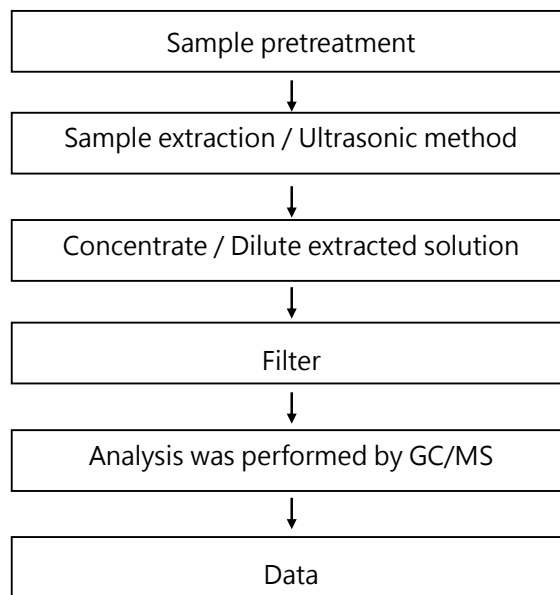 Sample pretreatment
Sample extraction / Ultrasonic method
Concentrate / Dilute extracted solution
Filter
Analysis was performed by GC/MS
Data